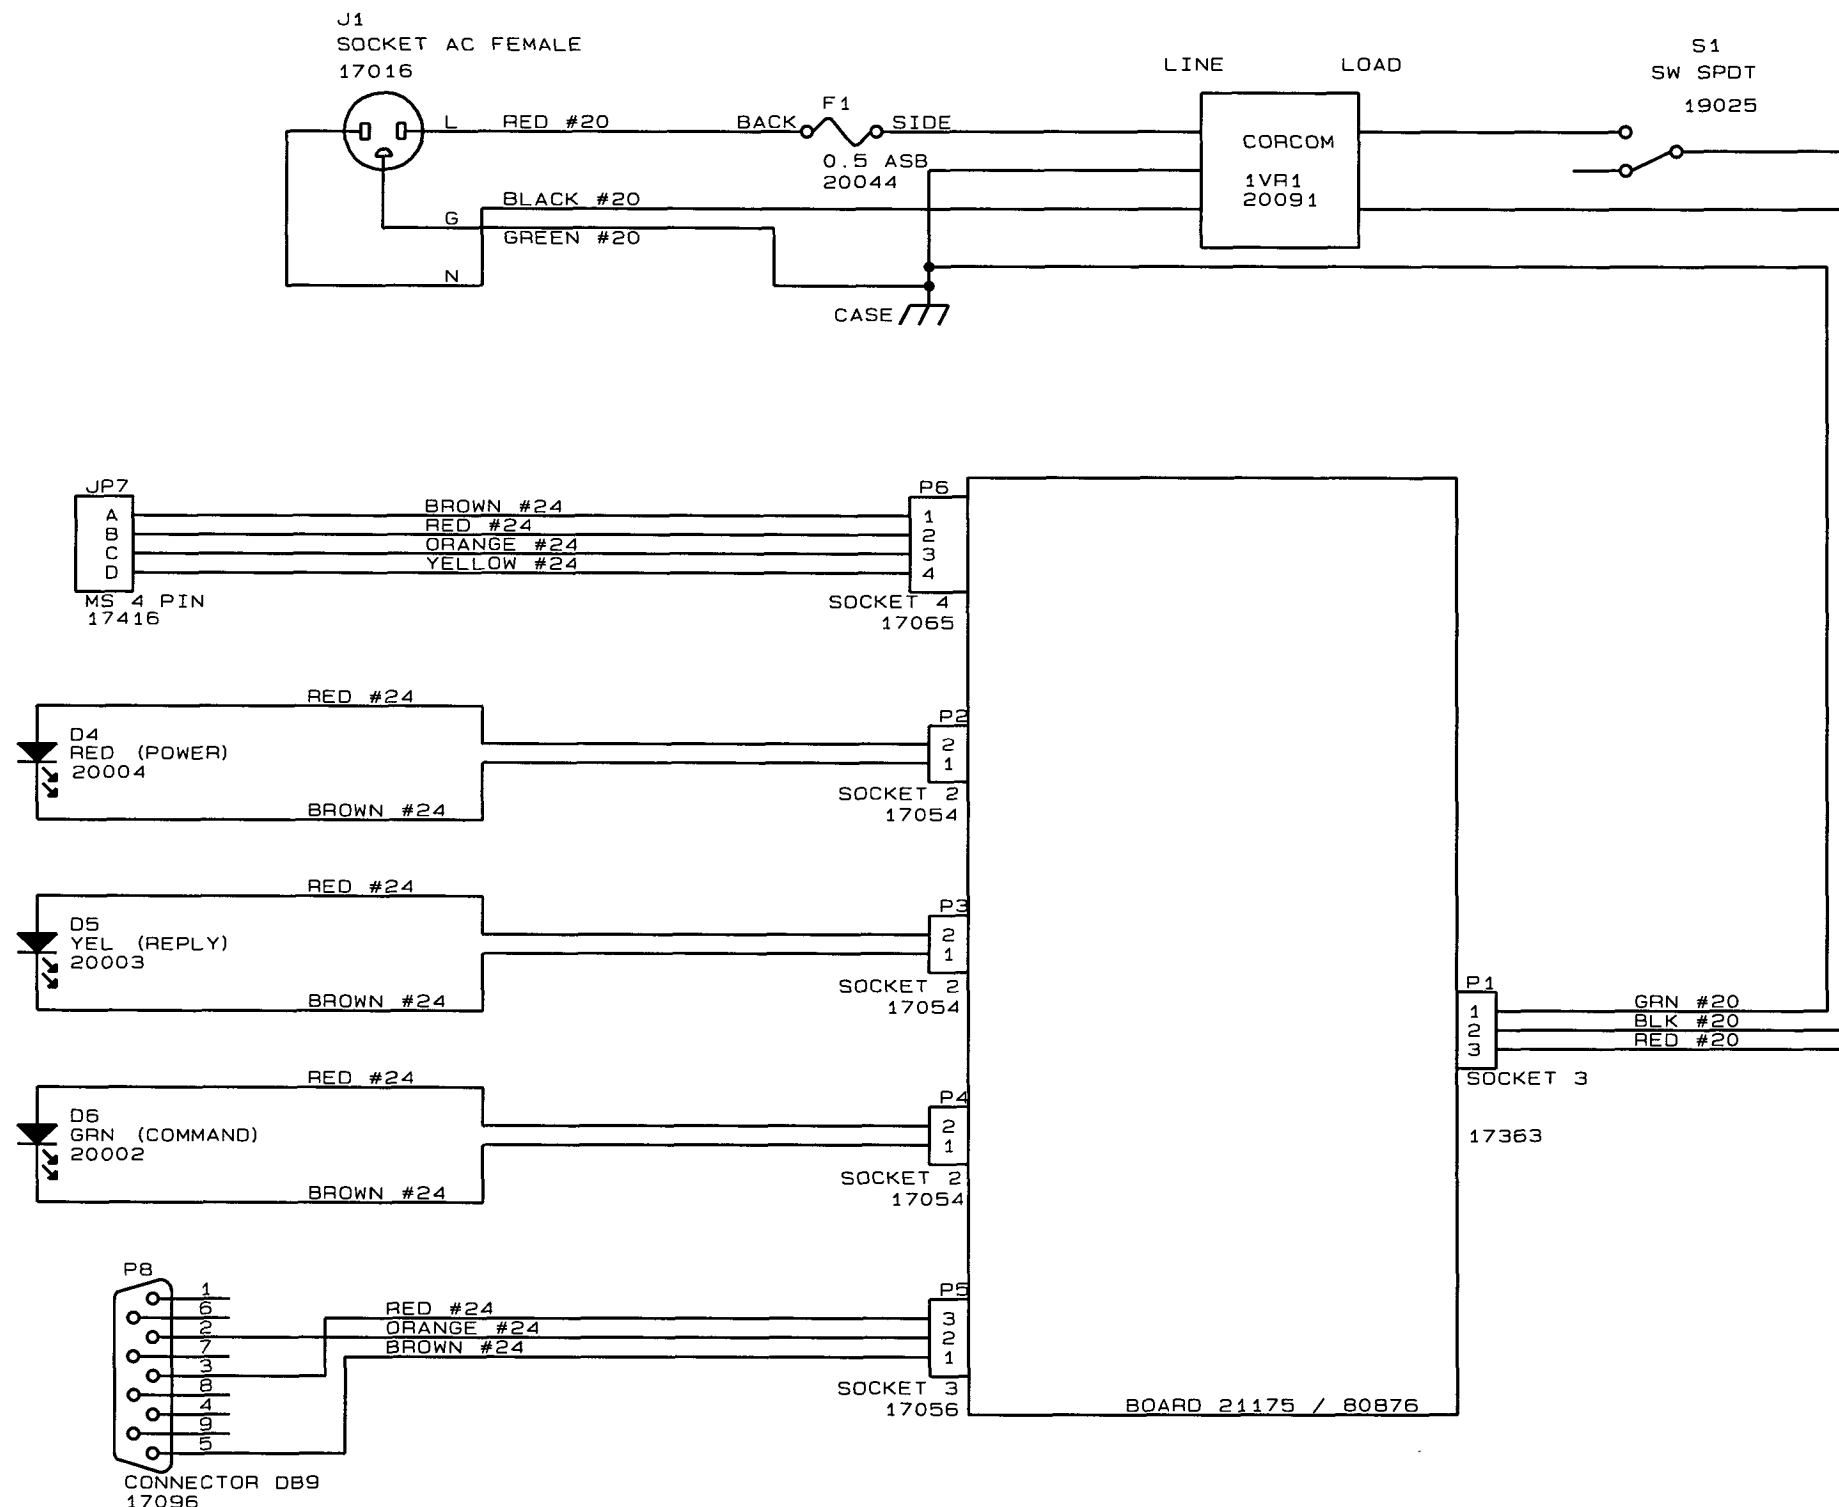 J1
SOCKET AC FEMALE
17016
L
RED #20
BACK
F1
SIDE
0.5 ASB
20044
LINE
LOAD
CORCOM
1VR1
20091
S1
SW SPDT
19025
BLACK #20
G
GREEN #20
N
CASE
JP7
A
B
C
D
MS 4 PIN
17416
BROWN #24
RED #24
ORANGE #24
YELLOW #24
P6
1
2
3
4
SOCKET 4
17065
RED #24
D4
RED (POWER)
20004
BROWN #24
P2
2
1
SOCKET 2
17054
RED #24
D5
YEL (REPLY)
20003
BROWN #24
P3
2
1
SOCKET 2
17054
P1
1
2
3
GRN #20
BLK #20
RED #20
SOCKET 3
17363
RED #24
D6
GRN (COMMAND)
20002
BROWN #24
P4
2
1
SOCKET 2
17054
P8
1
6
2
7
3
8
4
9
5
CONNECTOR DB9
17096
RED #24
ORANGE #24
BROWN #24
P5
3
2
1
SOCKET 3
17056
BOARD 21175 / 80876